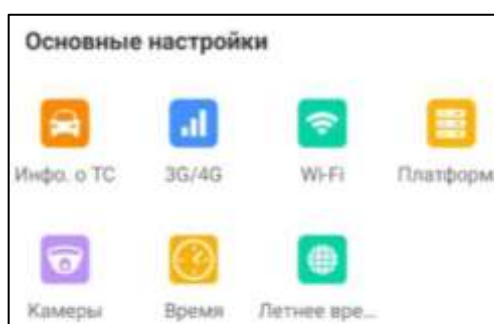 Основные настройки
Инфо. о ТС 3G/4G Wi-Fi Платформ
Камеры Время Летнее вре...